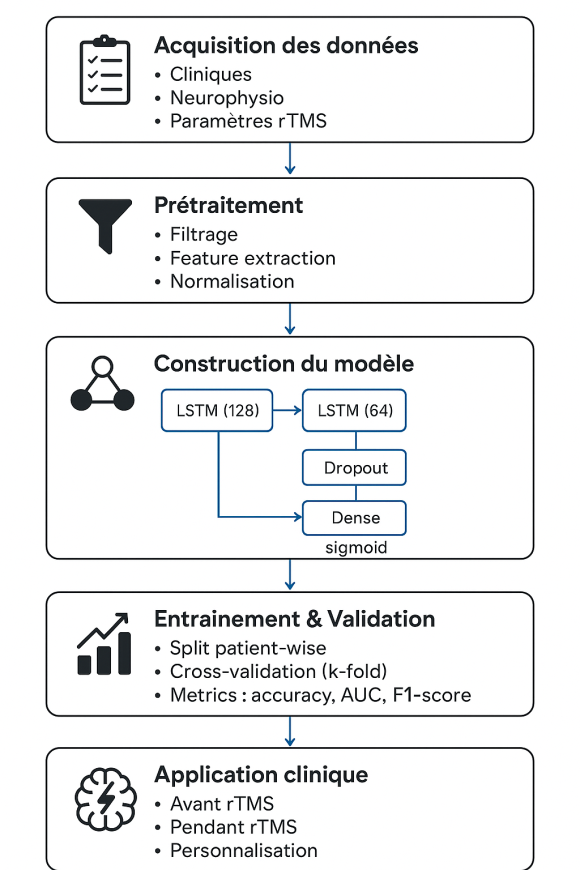 Acquisition des données
• Cliniques
• Neurophysio
• Paramètres rTMS
Prétraitement
• Filtrage
• Feature extraction
• Normalisation
Construction du modèle
LSTM (128)
LSTM (64)
Dropout
Dense
sigmoid
Entrainement & Validation
• Split patient-wise
• Cross-validation (k-fold)
• Metrics : accuracy, AUC, F1-score
Application clinique
• Avant rTMS
• Pendant rTMS
• Personnalisation